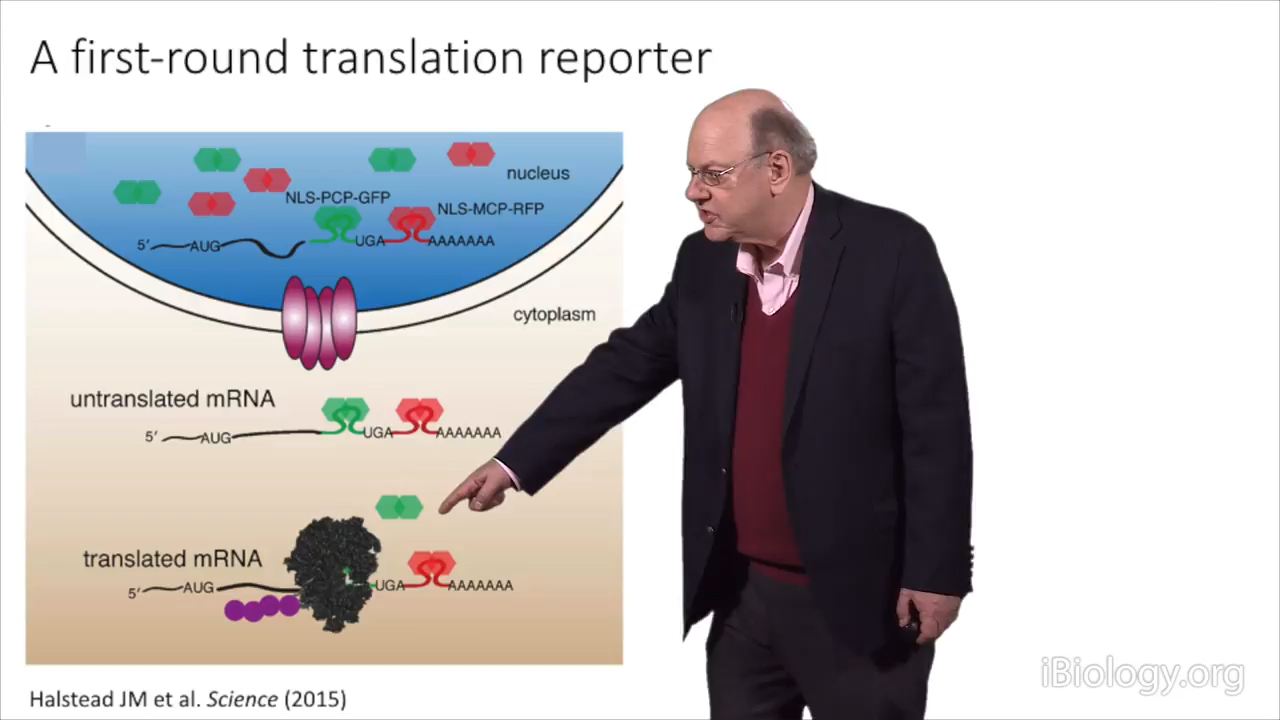 A first-round translation reporter
nucleus
NLS-PCP-GFP
NLS-MCP-RFP
5′ AUG UGA AAAAAAA
cytoplasm
untranslated mRNA
5′ AUG UGA AAAAAAA
translated mRNA
5′ AUG UGA AAAAAAA
Halstead JM et al. Science (2015)
iBiology.org